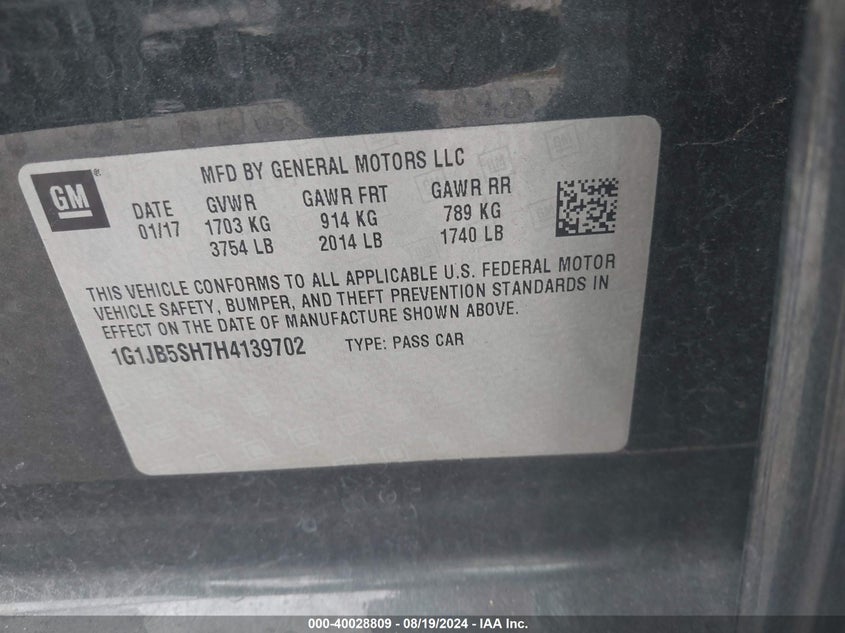 MFD BY GENERAL MOTORS LLC
GM®
DATE GVWR GAWR FRT GAWR RR
01/17 1703 KG 914 KG 789 KG
3754 LB 2014 LB 1740 LB
THIS VEHICLE CONFORMS TO ALL APPLICABLE U.S. FEDERAL MOTOR
VEHICLE SAFETY, BUMPER, AND THEFT PREVENTION STANDARDS IN
EFFECT ON THE DATE OF MANUFACTURE SHOWN ABOVE.
1G1JB5SH7H4139702 TYPE: PASS CAR
000-40028809 - 08/19/2024 - IAA Inc.